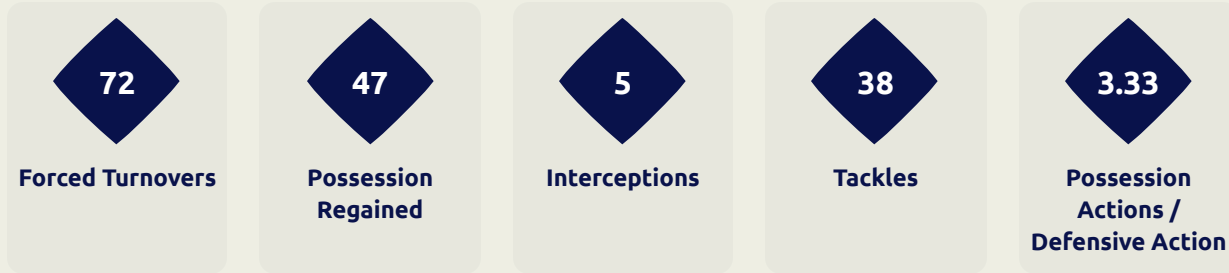 72
Forced Turnovers
47
Possession
Regained
5
Interceptions
38
Tackles
3.33
Possession
Actions /
Defensive Action